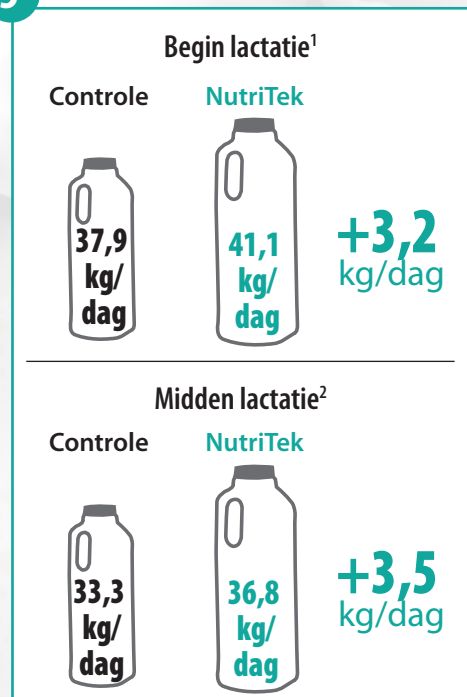 Begin lactatie¹
Controle NutriTek
37,9 kg/ dag
41,1 kg/ dag
+3,2
kg/dag
Midden lactatie²
Controle NutriTek
33,3 kg/ dag
36,8 kg/ dag
+3,5
kg/dag